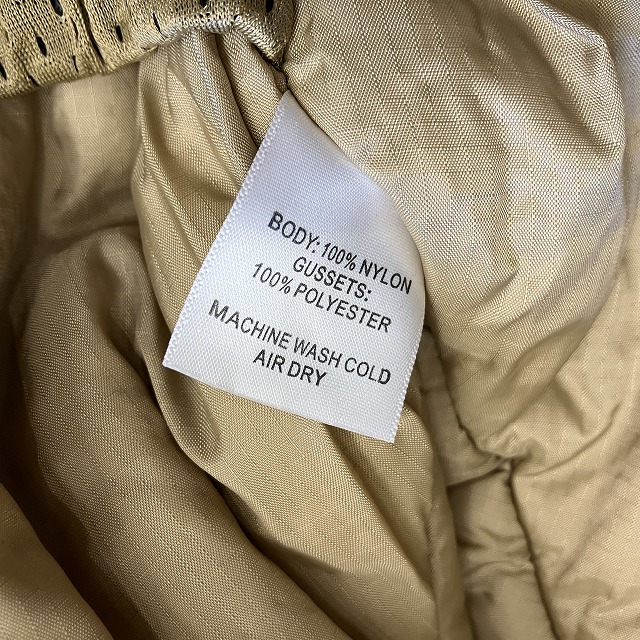 BODY: 100% NYLON
GUSSETS:
100% POLYESTER
MACHINE WASH COLD
AIR DRY